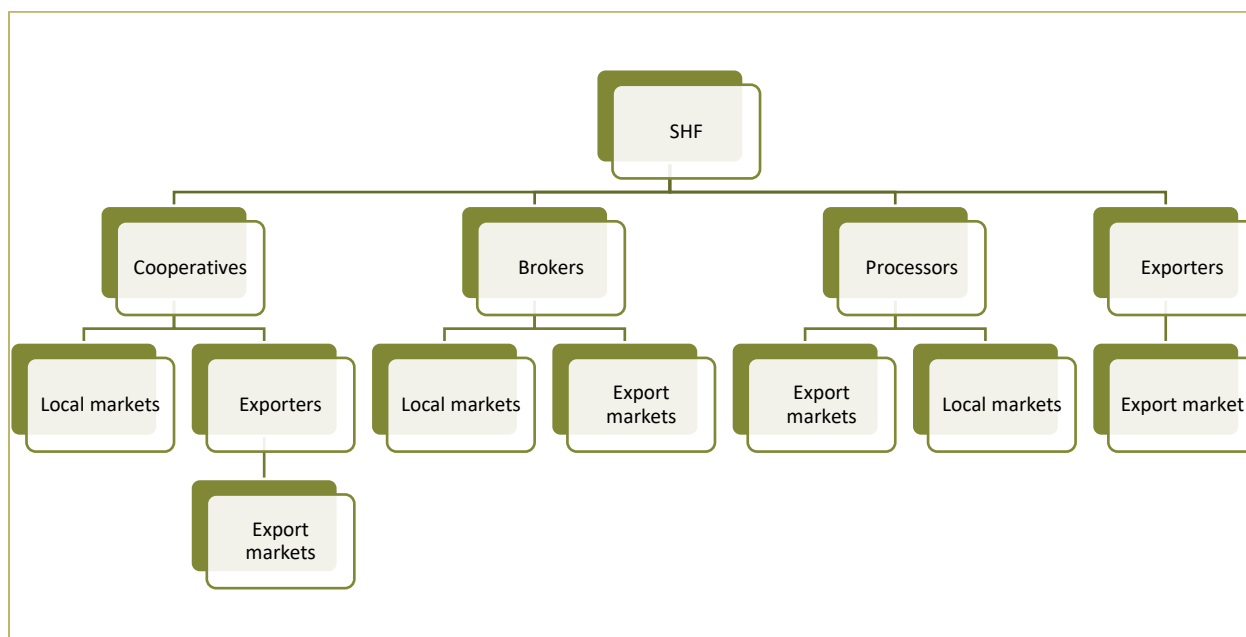 SHF
Cooperatives
Brokers
Processors
Exporters
Local markets
Exporters
Local markets
Export
markets
Export
markets
Local markets
Export market
Export
markets